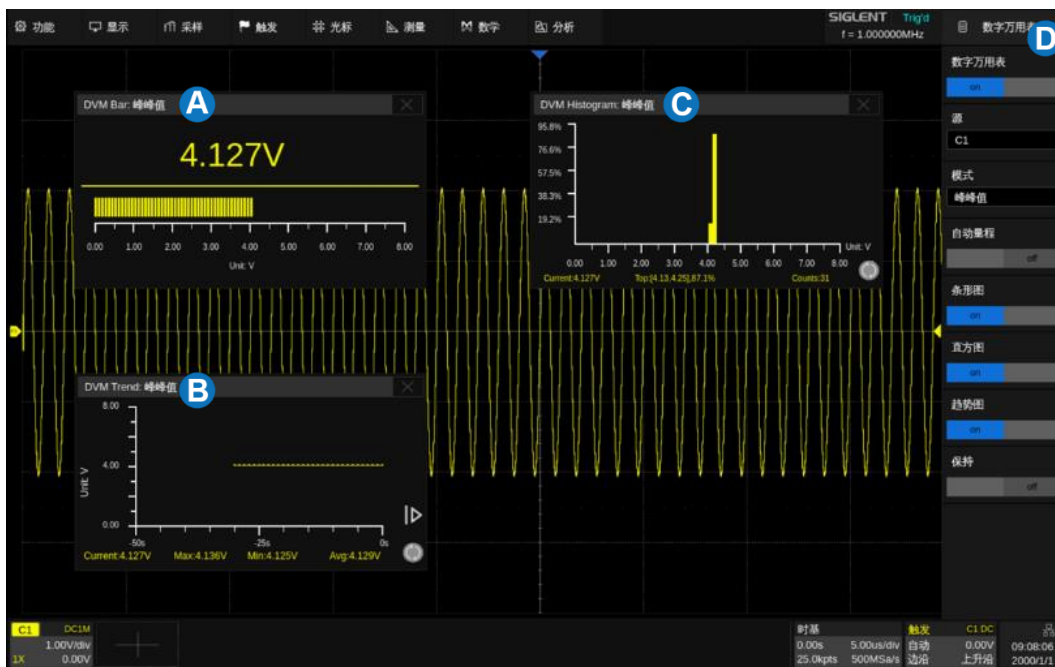 功能 显示 采样 触发 光标 测量 数学 分析
SIGLENT Trig'd
f = 1.000000MHz
数字万用表
D
DVM Bar: 峰峰值
A
4.127V
0.00 1.00 2.00 3.00 4.00 5.00 6.00 7.00 8.00
Unit: V
DVM Histogram: 峰峰值
C
95.8%
76.6%
57.5%
38.3%
19.2%
Unit: V
0.00 1.00 2.00 3.00 4.00 5.00 6.00 7.00 8.00
Current:4.127V Top:[4.13,4.25],87.1% Counts:31
DVM Trend: 峰峰值
B
8.00
4.00
0.00
Unit: V
-50s -25s 0s
Current:4.127V Max:4.136V Min:4.125V Avg:4.129V
数字万用表
on
源
C1
模式
峰峰值
自动量程
off
条形图
on
直方图
on
趋势图
on
保持
off
C1 DC1M
1.00V/div
1X 0.00V
时基
0.00s 5.00us/div
25.0kpts 500MSa/s
触发 C1 DC
自动 0.00V
边沿 上升沿
09:08:06
2000/1/1